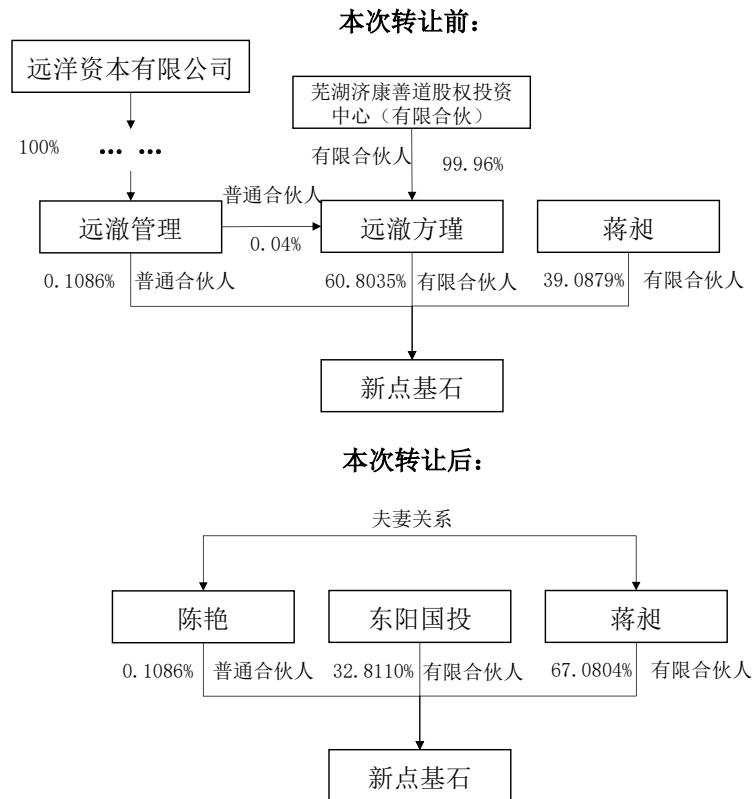 本次转让前：
远洋资本有限公司
芜湖济康善道股权投资
中心（有限合伙）
100%
… …
有限合伙人
99.96%
普通合伙人
远澈管理
远澈方瑾
蒋昶
0.04%
0.1086%
普通合伙人
60.8035%
有限合伙人
39.0879%
有限合伙人
新点基石
本次转让后：
夫妻关系
陈艳
东阳国投
蒋昶
0.1086%
普通合伙人
32.8110%
有限合伙人
67.0804%
有限合伙人
新点基石